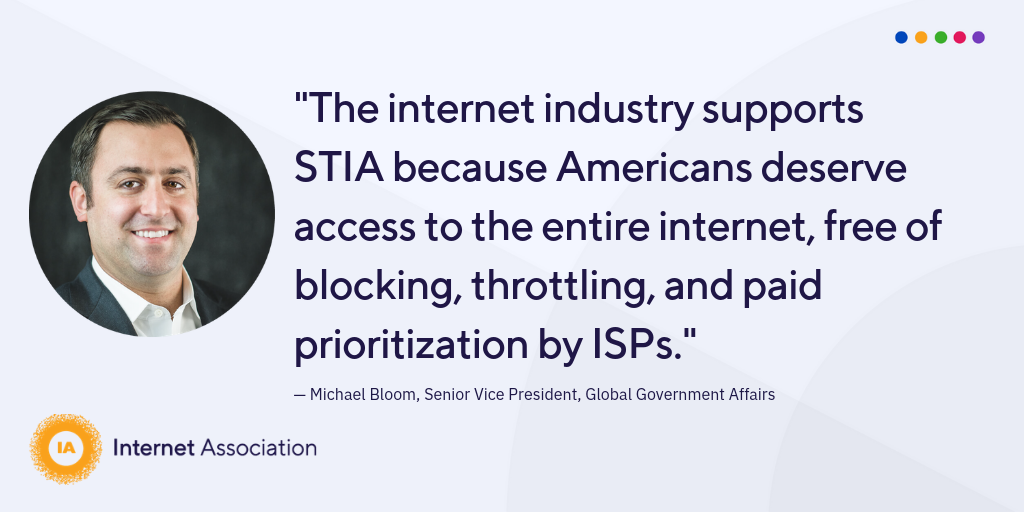 "The internet industry supports
STIA because Americans deserve
access to the entire internet, free of
blocking, throttling, and paid
prioritization by ISPs."
— Michael Bloom, Senior Vice President, Global Government Affairs
IA Internet Association